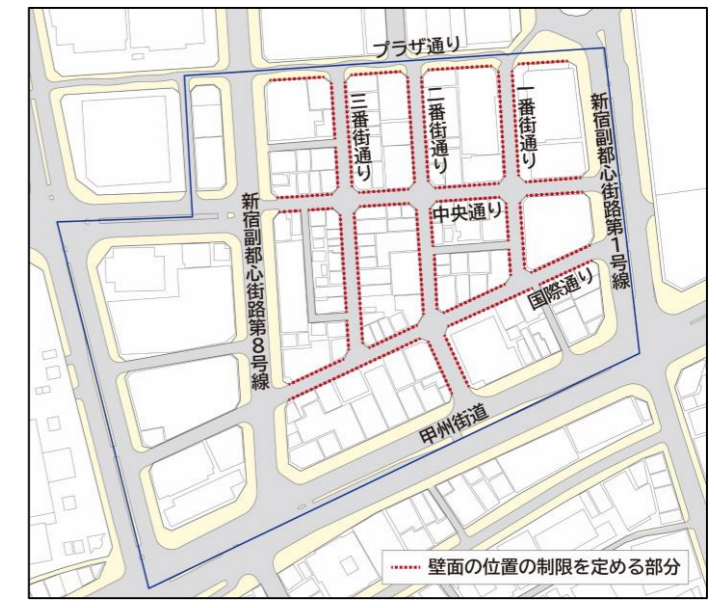 プラザ通り
三番街通り
二番街通り
一番街通り
新宿副都心街路第1号線
新宿副都心街路第8号線
中央通り
国際通り
甲州街道
壁面の位置の制限を定める部分